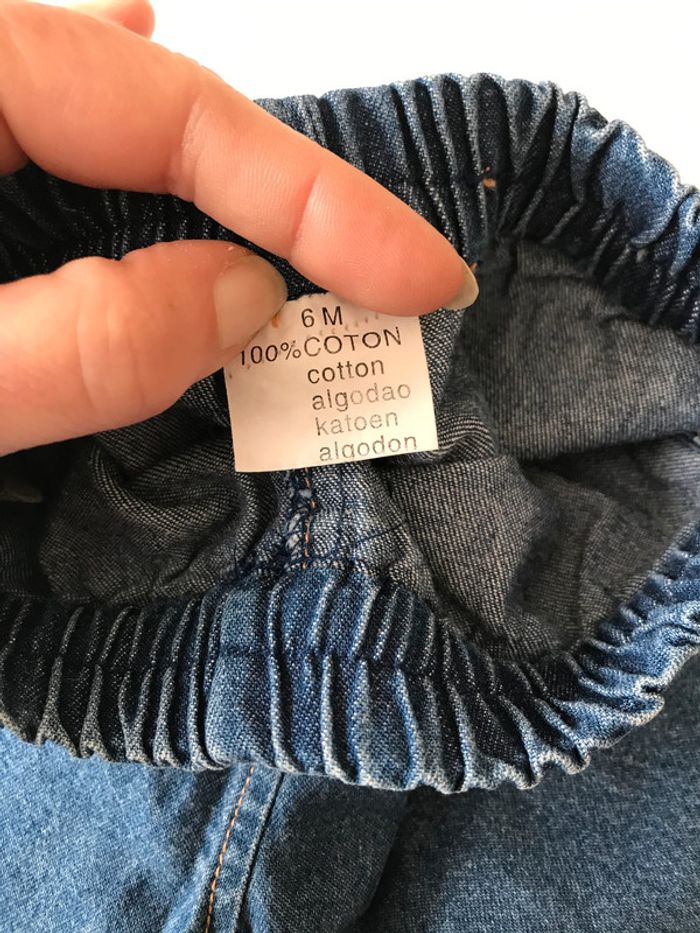 6 M
100% COTON
cotton
algodao
katoen
algodon